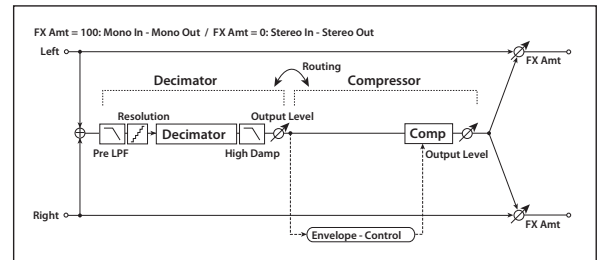 FX Amt = 100: Mono In - Mono Out / FX Amt = 0: Stereo In - Stereo Out
Left
FX Amt
Routing
Decimator
Compressor
Resolution
Output Level
Decimator
Comp
Pre LPF
High Damp
Output Level
Right
FX Amt
Envelope - Control